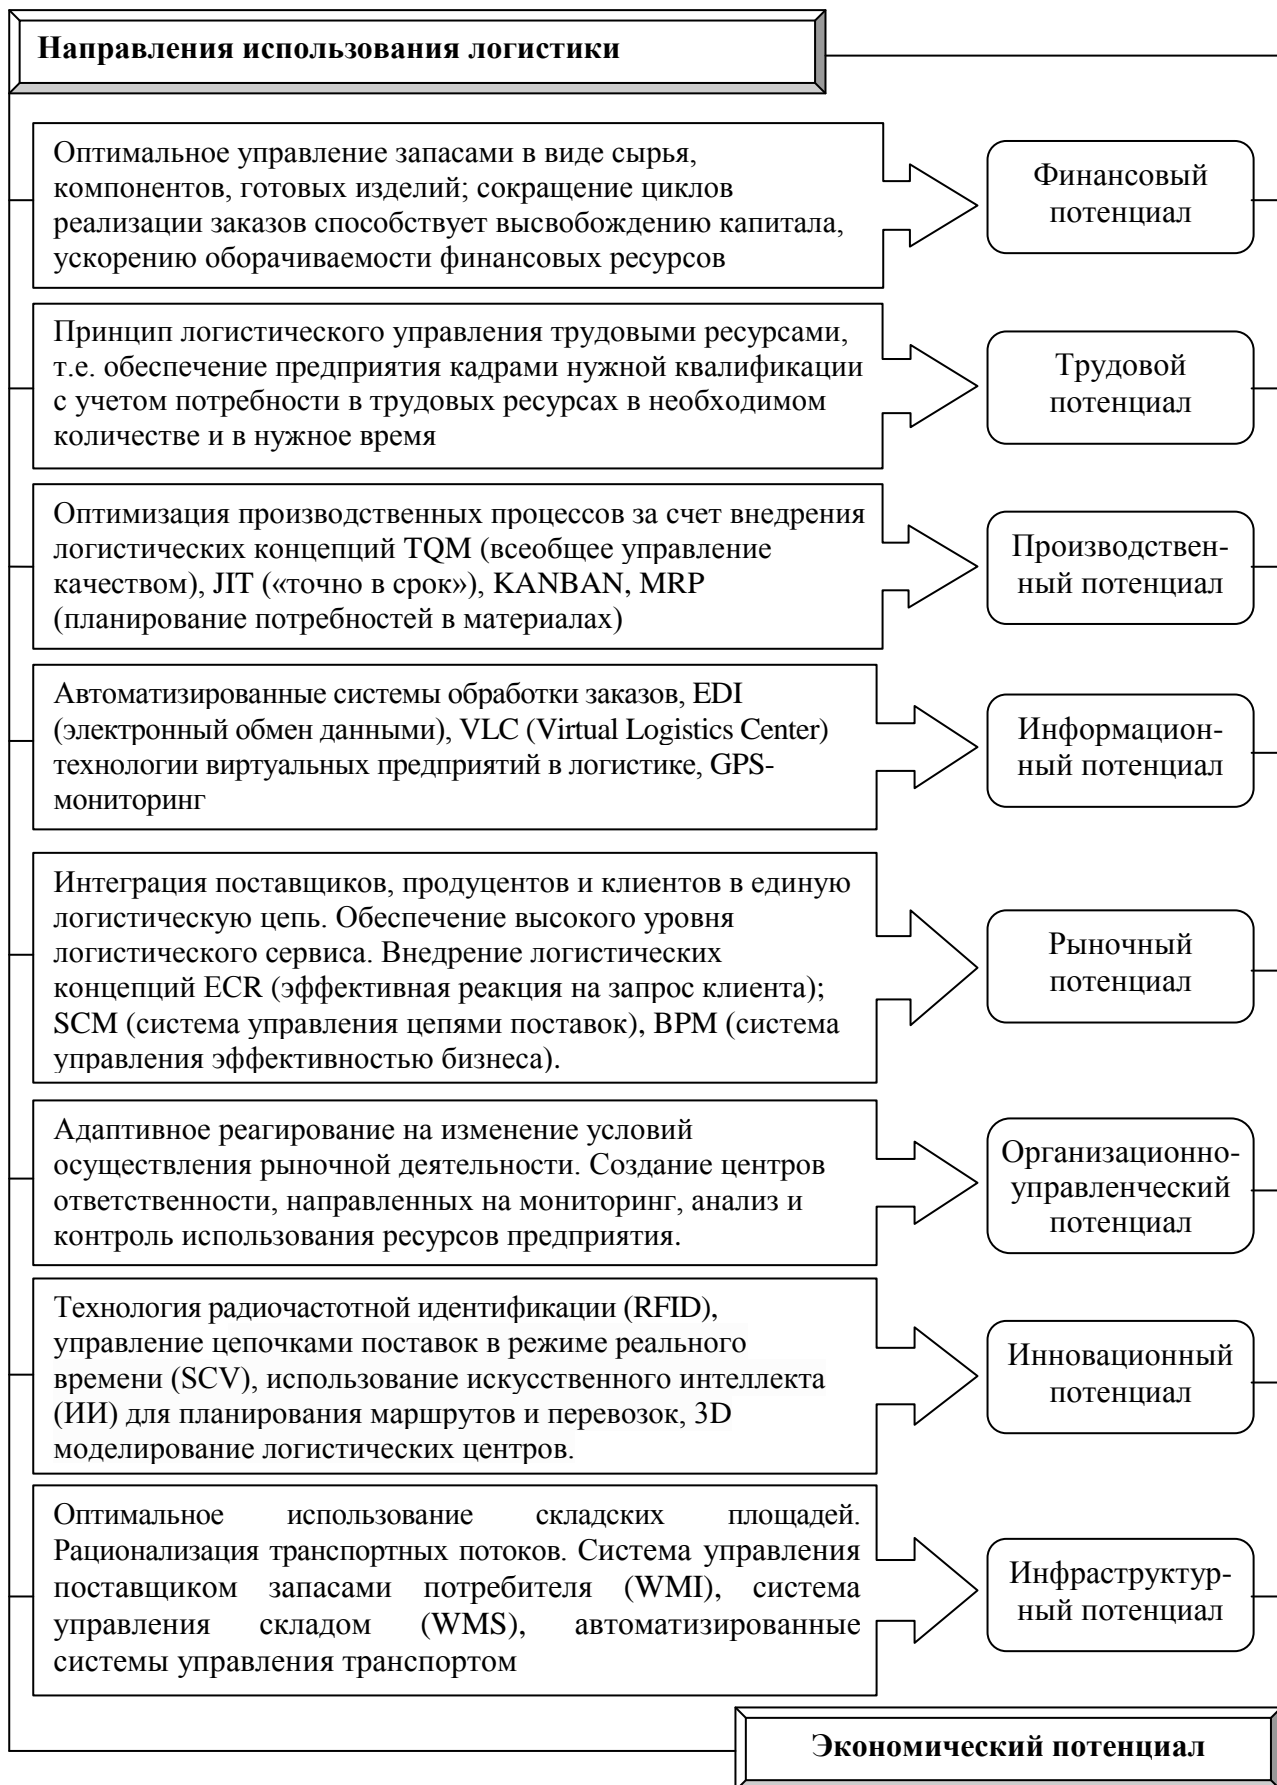 Направления использования логистики
Оптимальное управление запасами в виде сырья,
компонентов, готовых изделий; сокращение циклов
реализации заказов способствует высвобождению капитала,
ускорению оборачиваемости финансовых ресурсов
Финансовый
потенциал
Принцип логистического управления трудовыми ресурсами,
т.е. обеспечение предприятия кадрами нужной квалификации
с учетом потребности в трудовых ресурсах в необходимом
количестве и в нужное время
Трудовой
потенциал
Оптимизация производственных процессов за счет внедрения
логистических концепций TQM (всеобщее управление
качеством), JIT («точно в срок»), KANBAN, MRP
(планирование потребностей в материалах)
Производствен-
ный потенциал
Автоматизированные системы обработки заказов, EDI
(электронный обмен данными), VLC (Virtual Logistics Center)
технологии виртуальных предприятий в логистике, GPS-
мониторинг
Информацион-
ный потенциал
Интеграция поставщиков, продуцентов и клиентов в единую
логистическую цепь. Обеспечение высокого уровня
логистического сервиса. Внедрение логистических
концепций ECR (эффективная реакция на запрос клиента);
SCM (система управления цепями поставок), BPM (система
управления эффективностью бизнеса).
Рыночный
потенциал
Адаптивное реагирование на изменение условий
осуществления рыночной деятельности. Создание центров
ответственности, направленных на мониторинг, анализ и
контроль использования ресурсов предприятия.
Организационно-
управленческий
потенциал
Технология радиочастотной идентификации (RFID),
управление цепочками поставок в режиме реального
времени (SCV), использование искусственного интеллекта
(ИИ) для планирования маршрутов и перевозок, 3D
моделирование логистических центров.
Инновационный
потенциал
Оптимальное использование складских площадей.
Рационализация транспортных потоков. Система управления
поставщиком запасами потребителя (WMI), система
управления складом (WMS), автоматизированные
системы управления транспортом
Инфраструктур-
ный потенциал
Экономический потенциал